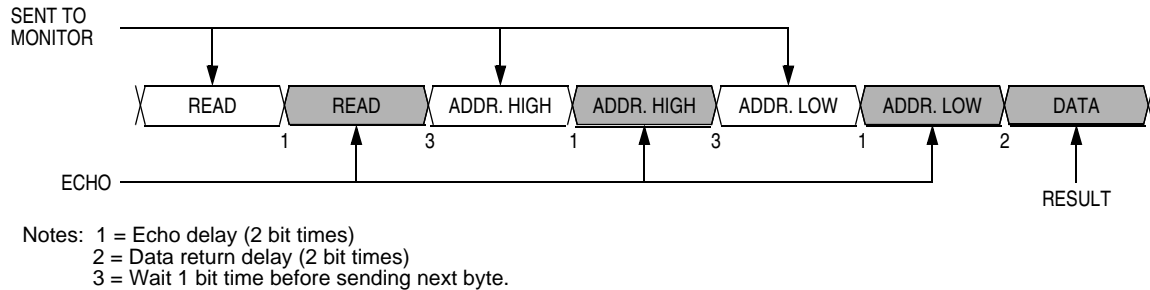 SENT TO
MONITOR
READ READ ADDR. HIGH ADDR. HIGH ADDR. LOW ADDR. LOW DATA
1 3 1 3 1 2
ECHO
RESULT
Notes: 1 = Echo delay (2 bit times)
2 = Data return delay (2 bit times)
3 = Wait 1 bit time before sending next byte.